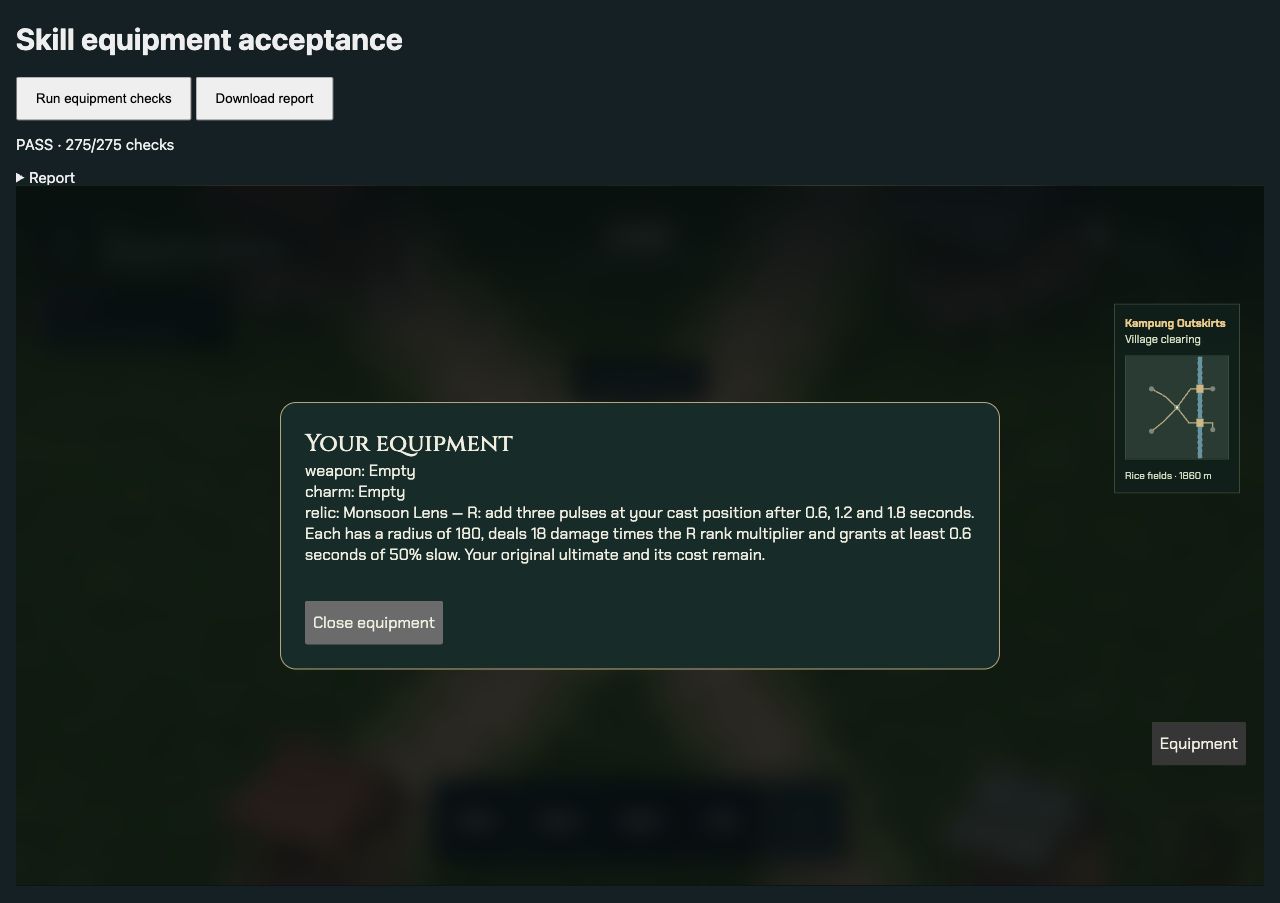 Skill equipment acceptance
Run equipment checks
Download report
PASS · 275/275 checks
▶ Report
Kampung Outskirts
Village clearing
Rice fields · 1860 m
Your equipment
weapon: Empty
charm: Empty
relic: Monsoon Lens — R: add three pulses at your cast position after 0.6, 1.2 and 1.8 seconds.
Each has a radius of 180, deals 18 damage times the R rank multiplier and grants at least 0.6
seconds of 50% slow. Your original ultimate and its cost remain.
Close equipment
Equipment